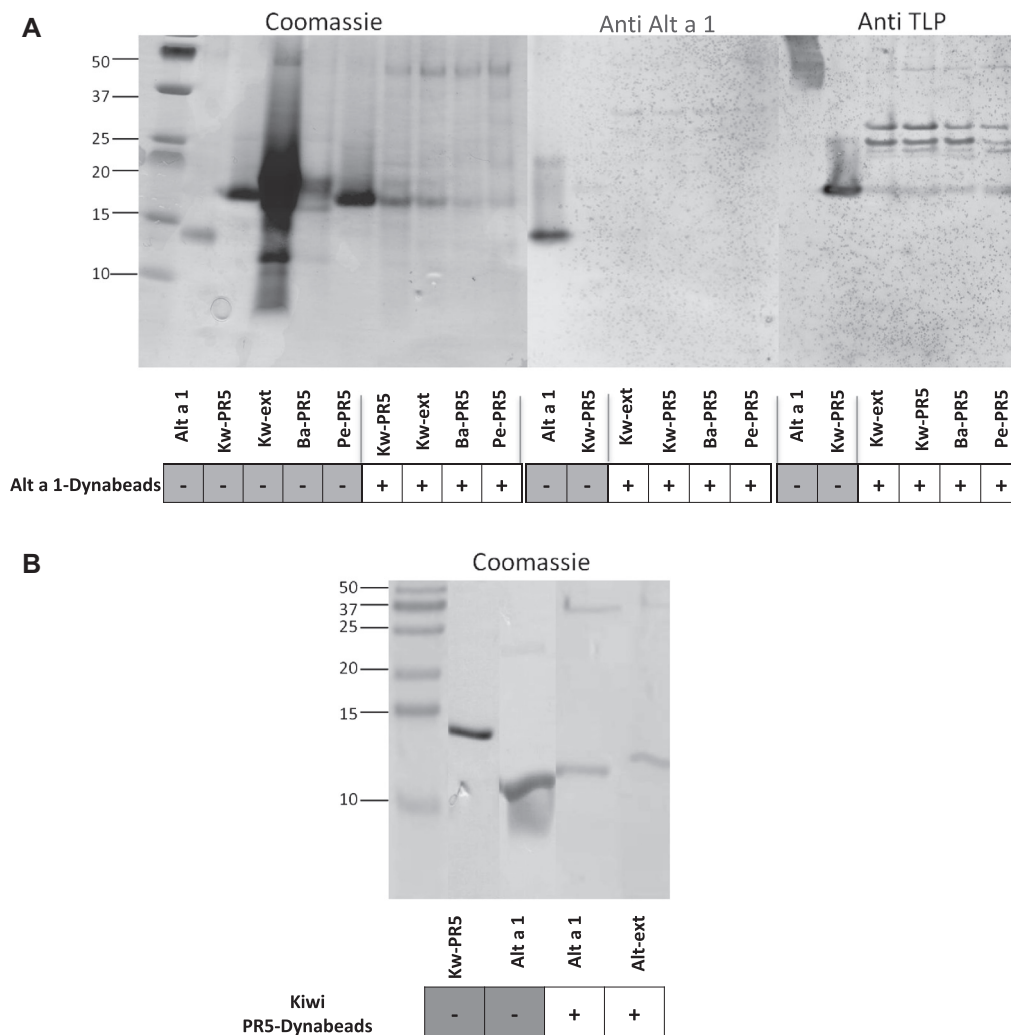 A
Coomassie
Anti Alt a 1
Anti TLP
50
37
25
20
15
10
Alt a 1
Kw-PR5
Kw-ext
Ba-PR5
Pe-PR5
Kw-PR5
Kw-ext
Ba-PR5
Pe-PR5
Alt a 1
Kw-PR5
Kw-ext
Kw-PR5
Ba-PR5
Pe-PR5
Alt a 1
Kw-PR5
Kw-ext
Kw-PR5
Ba-PR5
Pe-PR5
Alt a 1-Dynabeads - - - - - + + + + - - + + + + - - + + + +
B
Coomassie
50
37
25
20
15
10
Kw-PR5
Alt a 1
Alt a 1
Alt-ext
Kiwi
PR5-Dynabeads - - + +